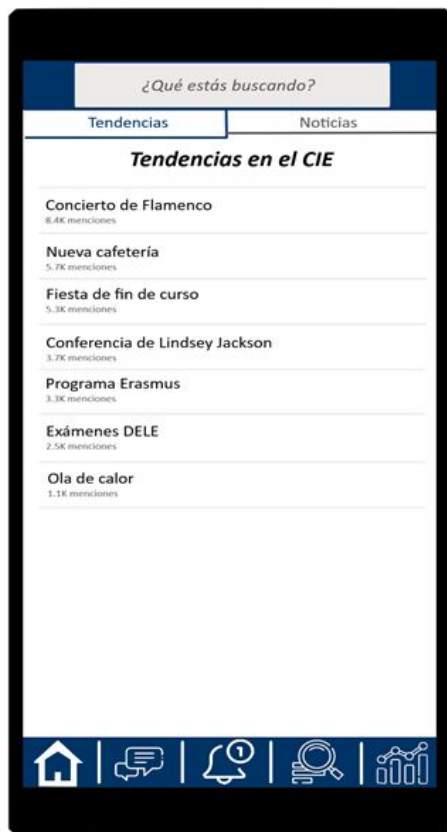 ¿Qué estás buscando?
Tendencias
Noticias
Tendencias en el CIE
Concierto de Flamenco
8.4K menciones
Nueva cafetería
5.7K menciones
Fiesta de fin de curso
5.3K menciones
Conferencia de Lindsey Jackson
3.7K menciones
Programa Erasmus
3.3K menciones
Exámenes DELE
2.5K menciones
Ola de calor
1.1K menciones
1